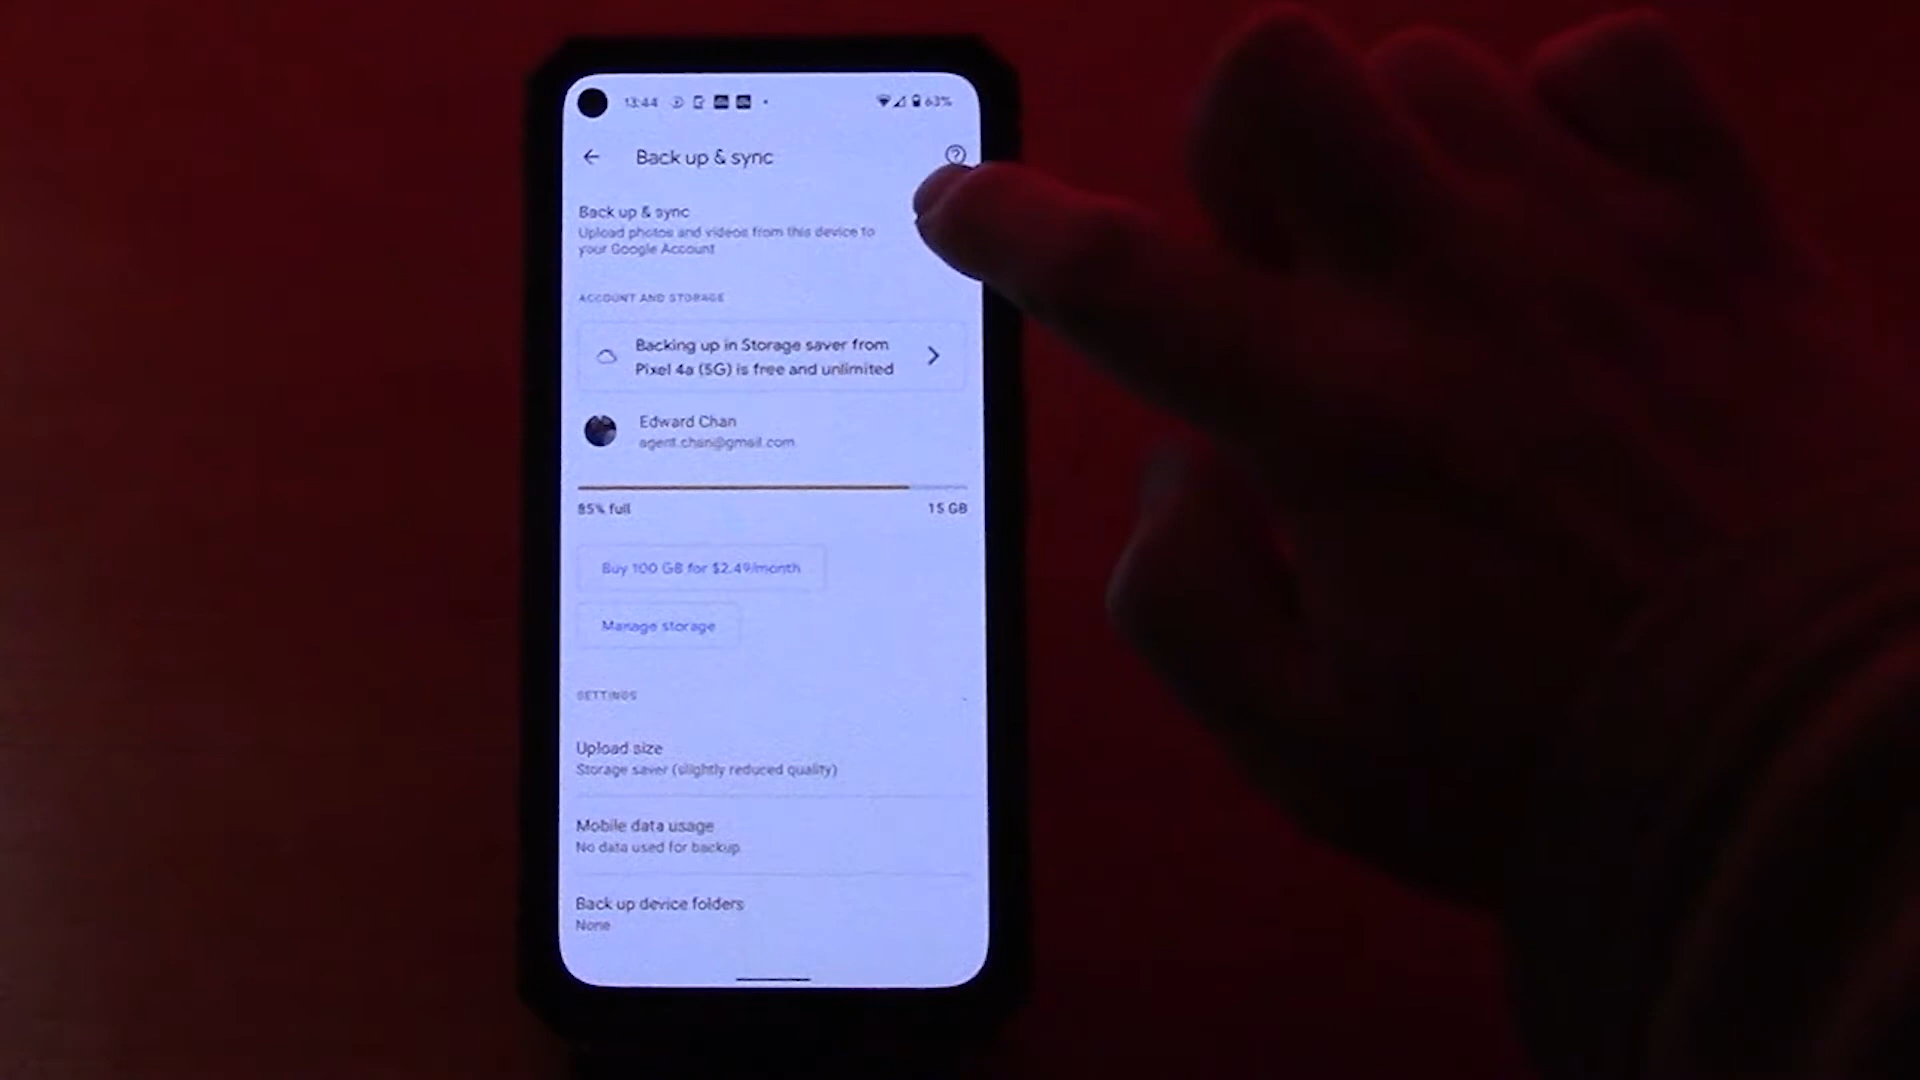 13:44
63%
Back up & sync
Back up & sync
Upload photos and videos from this device to
your Google Account
ACCOUNT AND STORAGE
Backing up in Storage saver from
Pixel 4a (5G) is free and unlimited
Edward Chan
agent.chan@gmail.com
85% full
15 GB
Buy 100 GB for $2.49/month
Manage storage
SETTINGS
Upload size
Storage saver (slightly reduced quality)
Mobile data usage
No data used for backup
Back up device folders
None